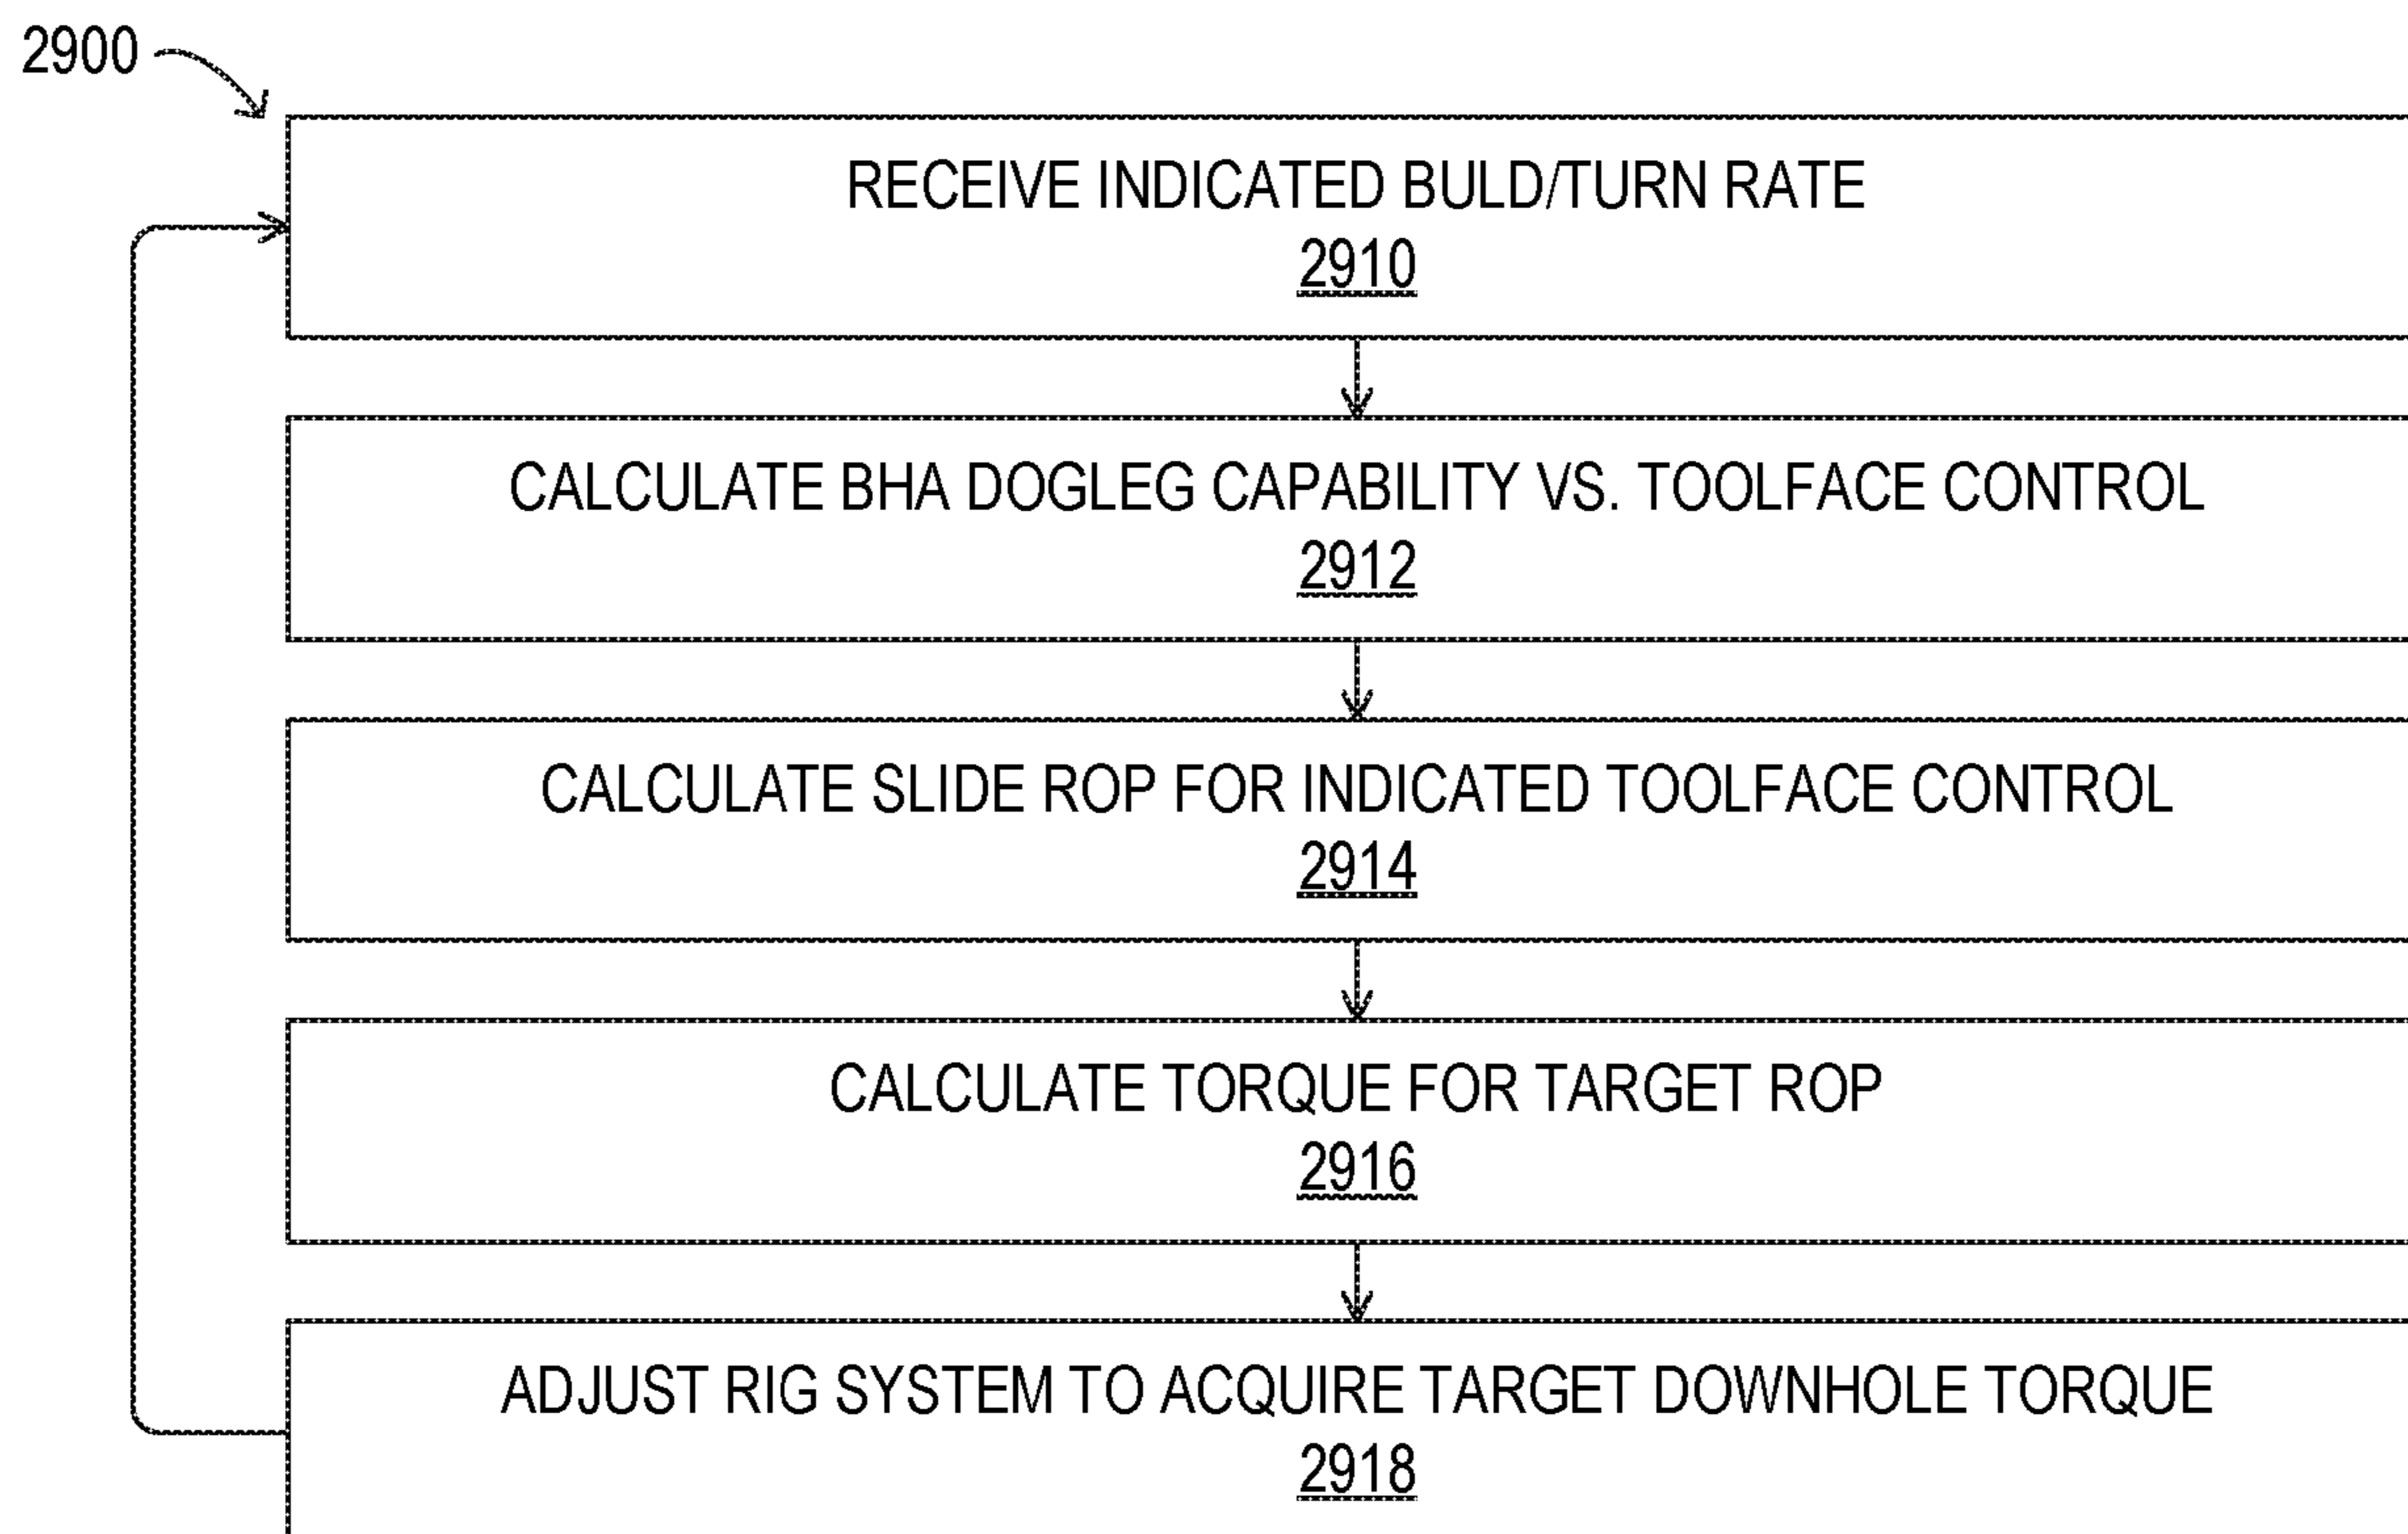 2900
RECEIVE INDICATED BULD/TURN RATE
2910
CALCULATE BHA DOGLEG CAPABILITY VS. TOOLFACE CONTROL
2912
CALCULATE SLIDE ROP FOR INDICATED TOOLFACE CONTROL
2914
CALCULATE TORQUE FOR TARGET ROP
2916
ADJUST RIG SYSTEM TO ACQUIRE TARGET DOWNHOLE TORQUE
2918